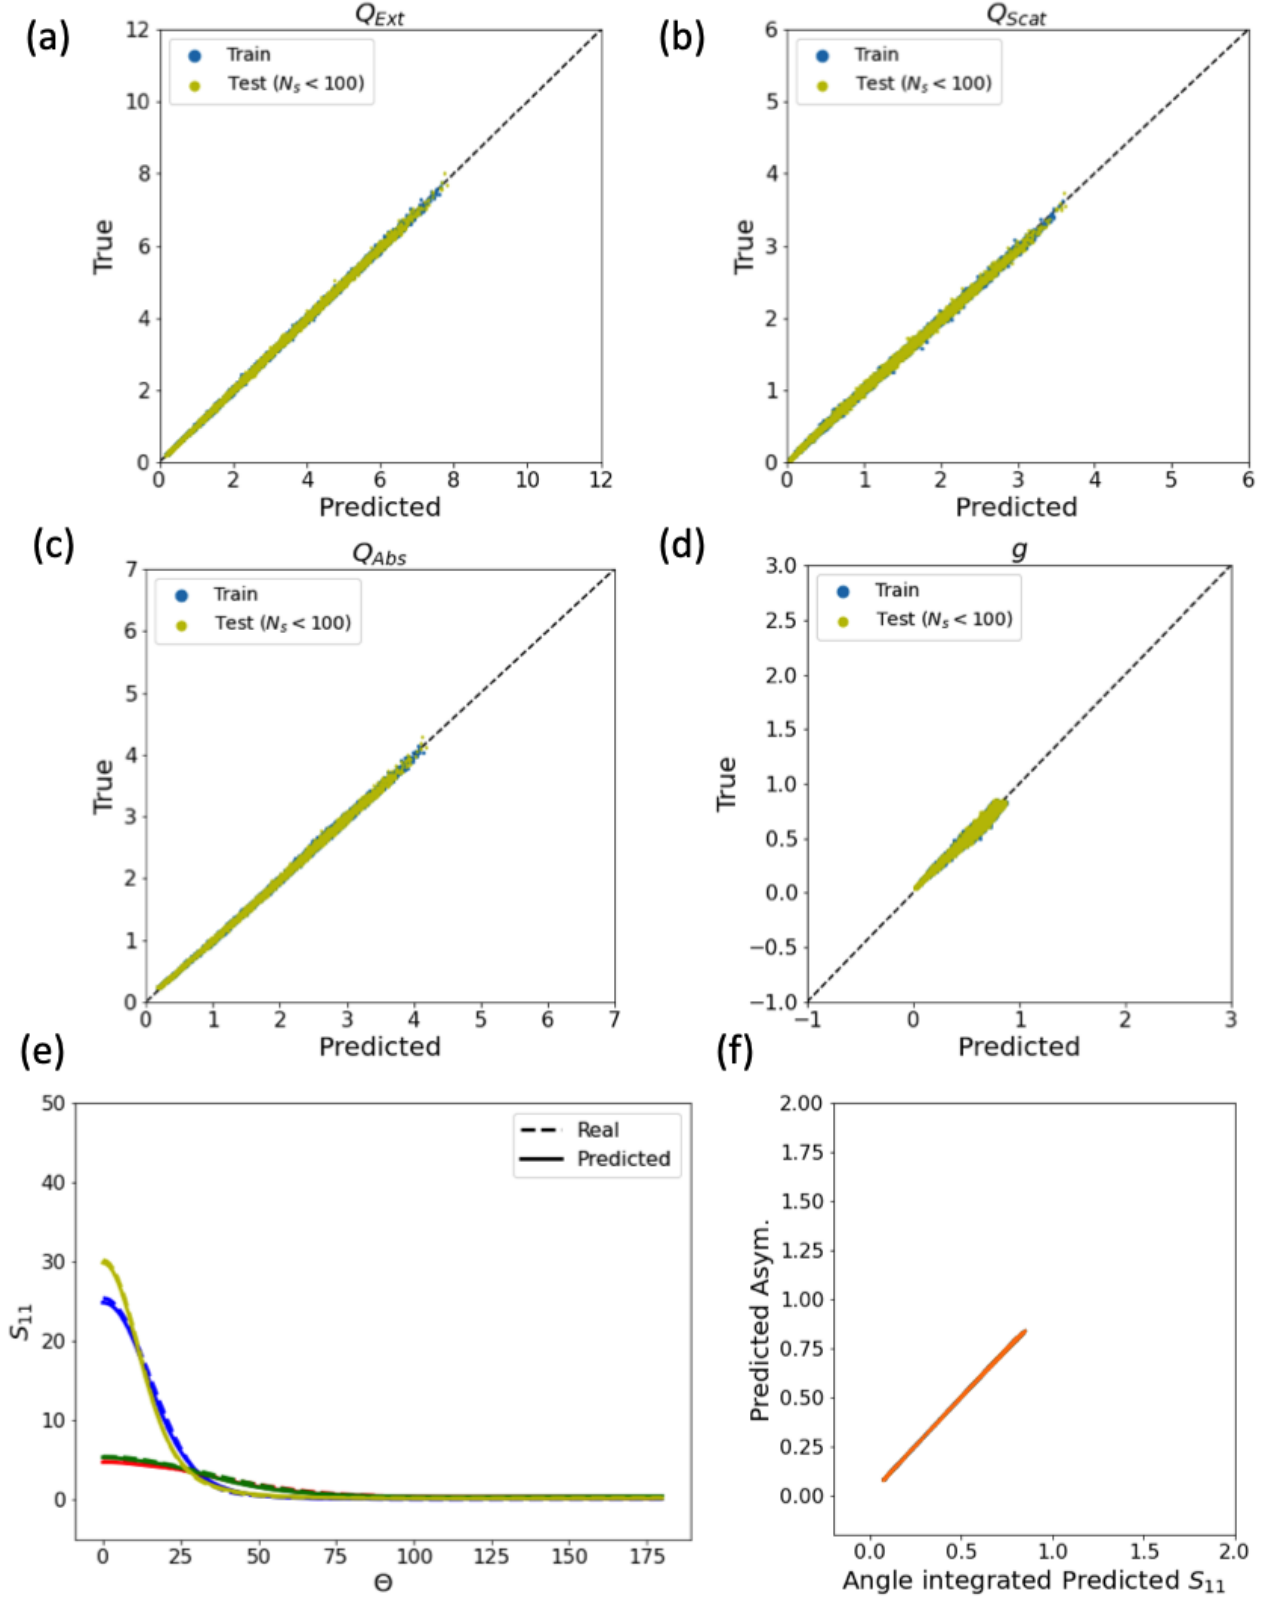 (a)
Q_Ext
12
10
8
6
4
2
0
True
Train
Test (N_s < 100)
0 2 4 6 8 10 12
Predicted
(b)
Q_Scat
6
5
4
3
2
1
0
True
Train
Test (N_s < 100)
0 1 2 3 4 5 6
Predicted
(c)
Q_Abs
7
6
5
4
3
2
1
0
True
Train
Test (N_s < 100)
0 1 2 3 4 5 6 7
Predicted
(d)
g
3.0
2.5
2.0
1.5
1.0
0.5
0.0
−0.5
−1.0
True
Train
Test (N_s < 100)
−1 0 1 2 3
Predicted
(e)
50
40
30
20
10
0
S_11
Real
Predicted
0 25 50 75 100 125 150 175
Θ
(f)
2.00
1.75
1.50
1.25
1.00
0.75
0.50
0.25
0.00
Predicted Asym.
0.0 0.5 1.0 1.5 2.0
Angle integrated Predicted S_11